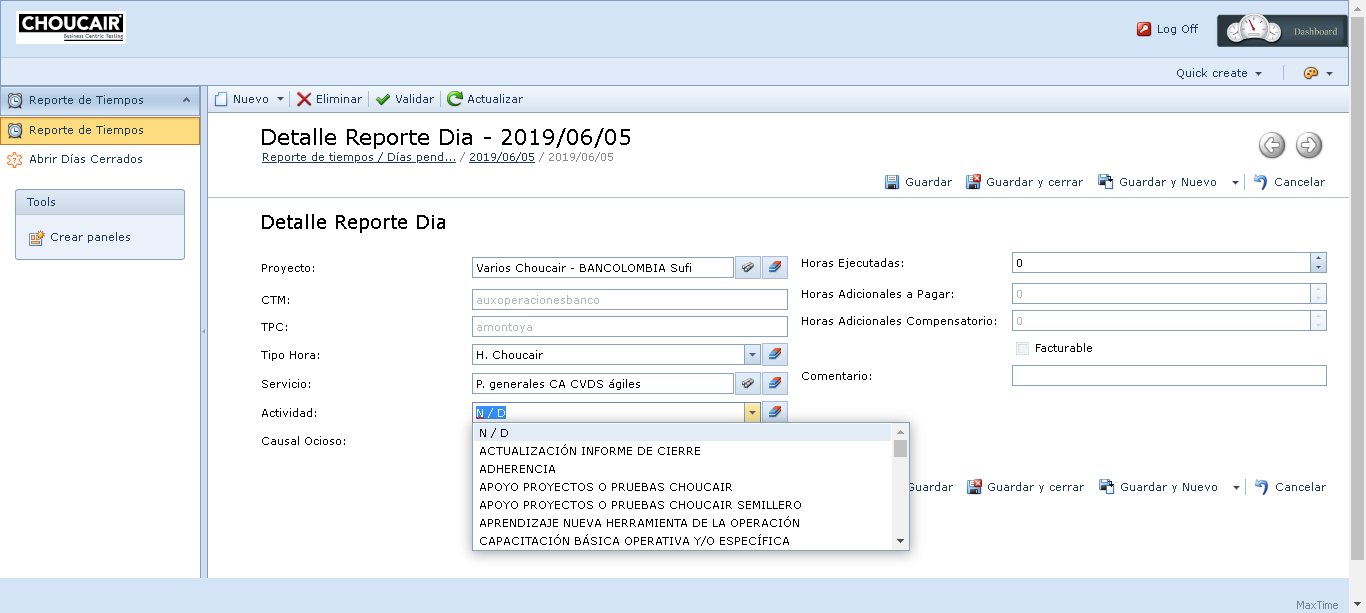 CHOUCAIR
Business Centric Testing
Log Off
Dashboard
Quick create
Reporte de Tiempos
Reporte de Tiempos
Abrir Días Cerrados
Tools
Crear paneles
Nuevo
Eliminar
Validar
Actualizar
Detalle Reporte Dia - 2019/06/05
Reporte de tiempos / Días pend... / 2019/06/05 / 2019/06/05
Guardar
Guardar y cerrar
Guardar y Nuevo
Cancelar
Detalle Reporte Dia
Proyecto: Varios Choucair - BANCOLOMBIA Sufi
CTM: auxoperacionesbanco
TPC: amontoya
Tipo Hora: H. Choucair
Servicio: P. generales CA CVDS ágiles
Actividad: N / D
Causal Ocioso:
N / D
ACTUALIZACIÓN INFORME DE CIERRE
ADHERENCIA
APOYO PROYECTOS O PRUEBAS CHOUCAIR
APOYO PROYECTOS O PRUEBAS CHOUCAIR SEMILLERO
APRENDIZAJE NUEVA HERRAMIENTA DE LA OPERACIÓN
CAPACITACIÓN BÁSICA OPERATIVA Y/O ESPECÍFICA
Horas Ejecutadas: 0
Horas Adicionales a Pagar: 0
Horas Adicionales Compensatorio: 0
Facturable
Comentario:
Guardar
Guardar y cerrar
Guardar y Nuevo
Cancelar
MaxTime